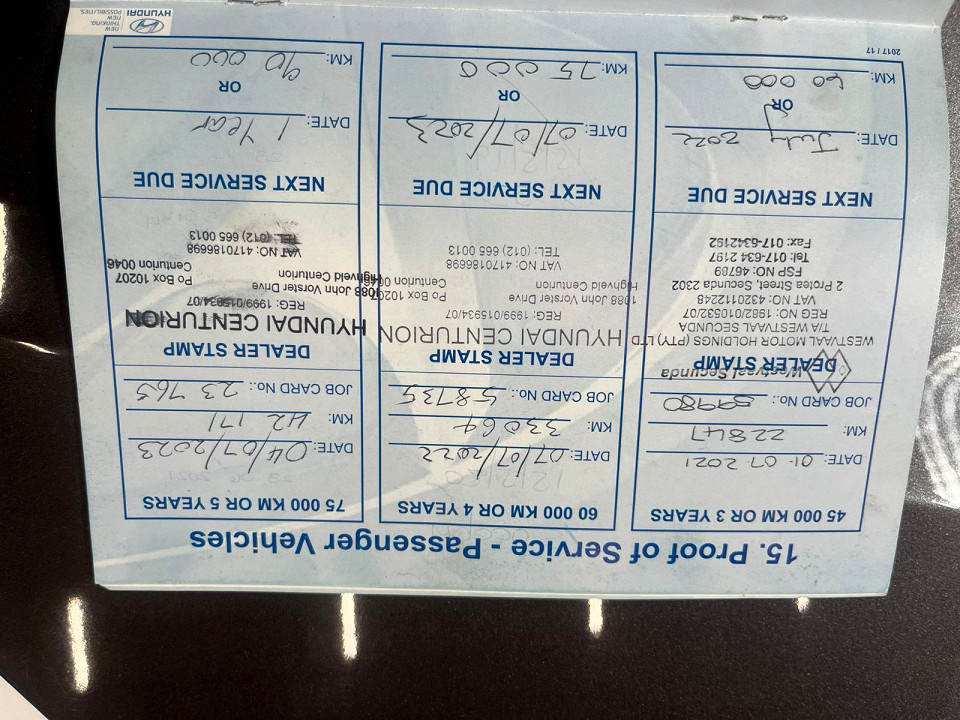 15. Proof of Service - Passenger Vehicles
45 000 KM OR 3 YEARS
DATE: 01 07 2021
KM: 22847
JOB CARD No.: 59980
DEALER STAMP
Westvaal Secunda
WESTVAAL MOTOR HOLDINGS (PTY) LTD
T/A WESTVAAL SECUNDA
REG NO: 1982/010553/07
VAT NO: 4320112248
FSP NO: 46789
2 Protea Street, Secunda 2302
Tel: 017-634 2197
Fax: 017-6342192
NEXT SERVICE DUE
DATE: July 2022
OR
KM: 60 000
60 000 KM OR 4 YEARS
DATE: 07/07/2022
KM: 33064
JOB CARD No.: 58735
DEALER STAMP
HYUNDAI CENTURION
REG: 1999/015934/07
1088 John Vorster Drive
Po Box 10207
Highveld Centurion
Centurion 0046
VAT NO: 4170186698
TEL: (012) 665 0013
NEXT SERVICE DUE
DATE: 07/07/2023
OR
KM: 75 000
75 000 KM OR 5 YEARS
DATE: 04/07/2023
KM: 42 171
JOB CARD No.: 23 765
DEALER STAMP
HYUNDAI CENTURION
REG: 1999/015934/07
1088 John Vorster Drive
Po Box 10207
Highveld Centurion
Centurion 0046
VAT NO: 4170186698
TEL: (012) 665 0013
NEXT SERVICE DUE
DATE: 1 Year
OR
KM: 90 000
2017 / 17
HYUNDAI
NEW THINKING.
NEW POSSIBILITIES.